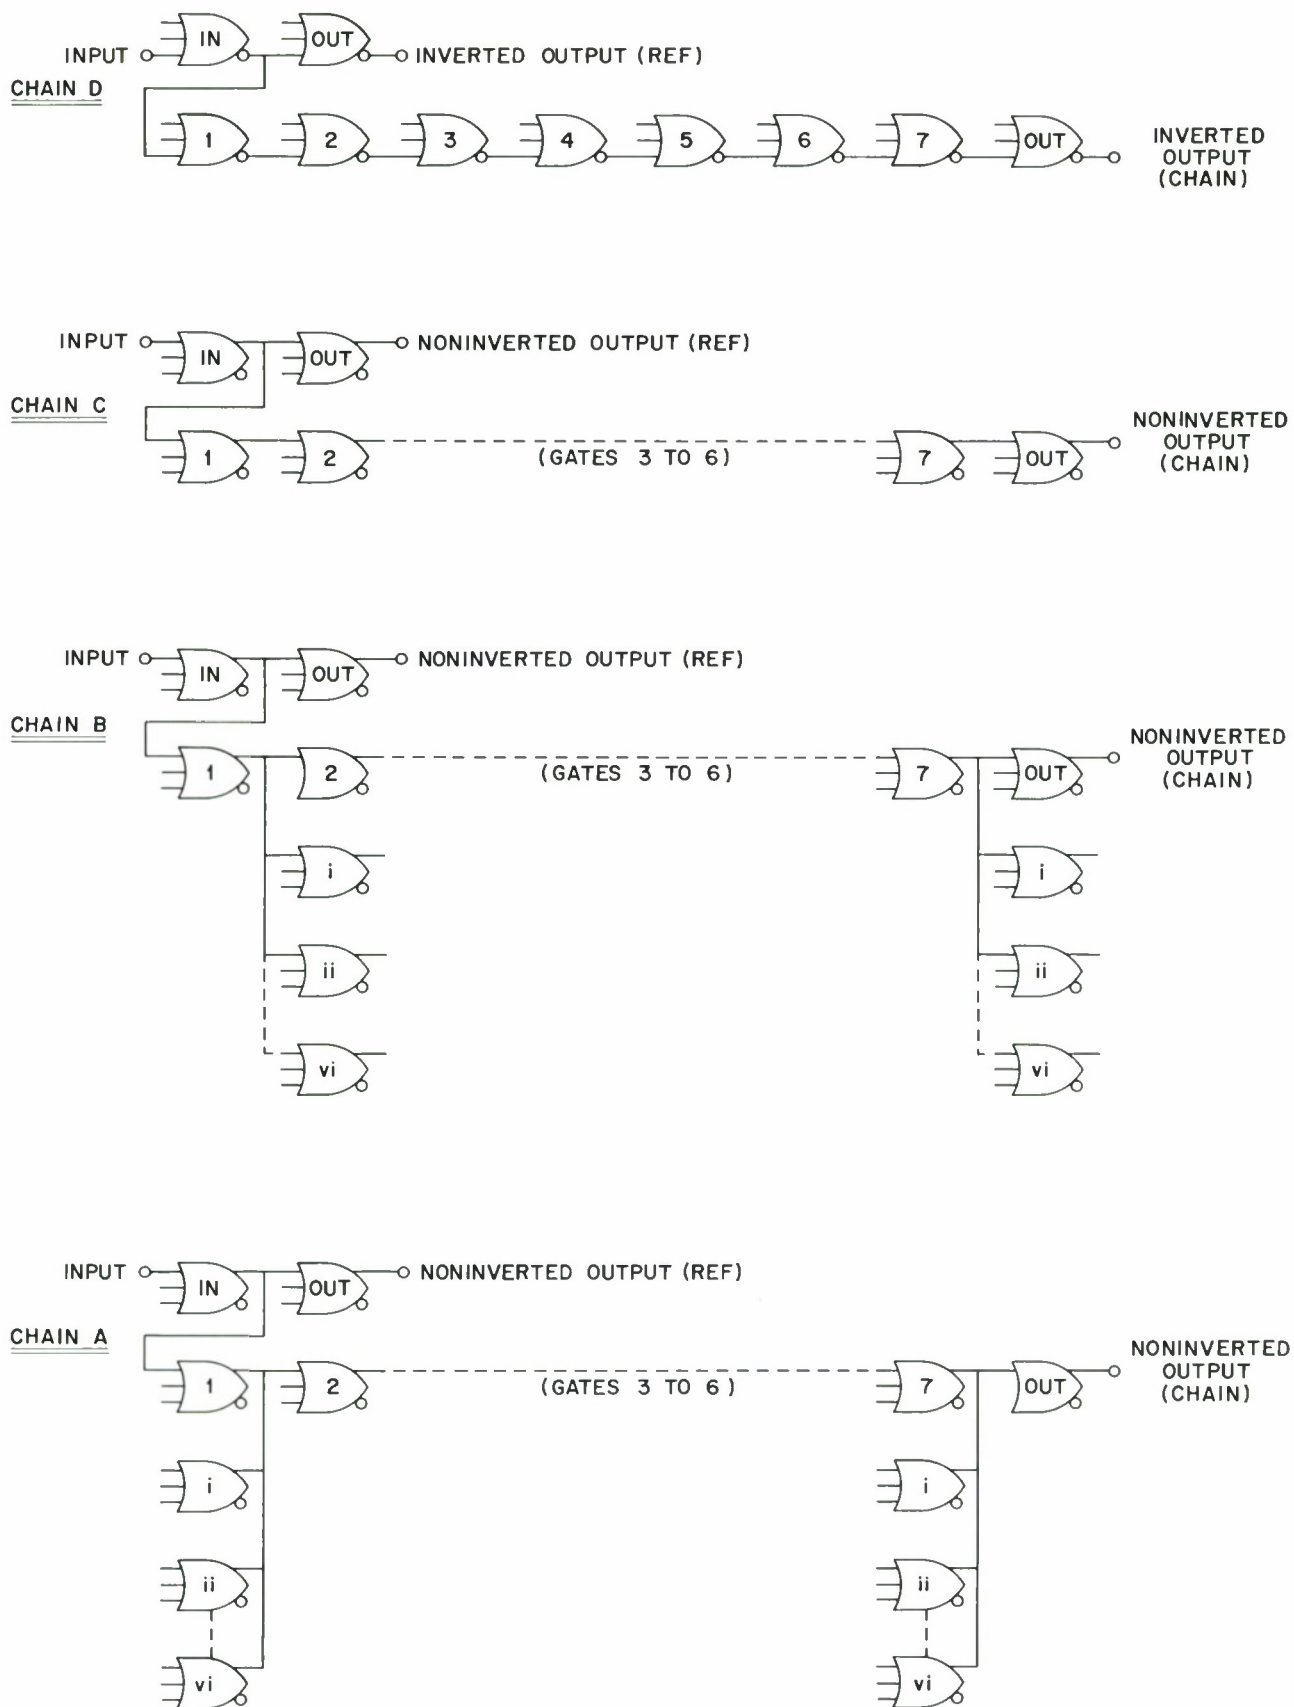 IN
OUT
INPUT
INVERTED OUTPUT (REF)
CHAIN D
1
2
3
4
5
6
7
OUT
INVERTED
OUTPUT
(CHAIN)
INPUT
IN
OUT
NONINVERTED OUTPUT (REF)
CHAIN C
1
2
(GATES 3 TO 6)
7
OUT
NONINVERTED
OUTPUT
(CHAIN)
INPUT
IN
OUT
NONINVERTED OUTPUT (REF)
CHAIN B
1
2
(GATES 3 TO 6)
7
OUT
NONINVERTED
OUTPUT
(CHAIN)
i
i
ii
ii
vi
vi
INPUT
IN
OUT
NONINVERTED OUTPUT (REF)
CHAIN A
1
2
(GATES 3 TO 6)
7
OUT
NONINVERTED
OUTPUT
(CHAIN)
i
i
ii
ii
vi
vi